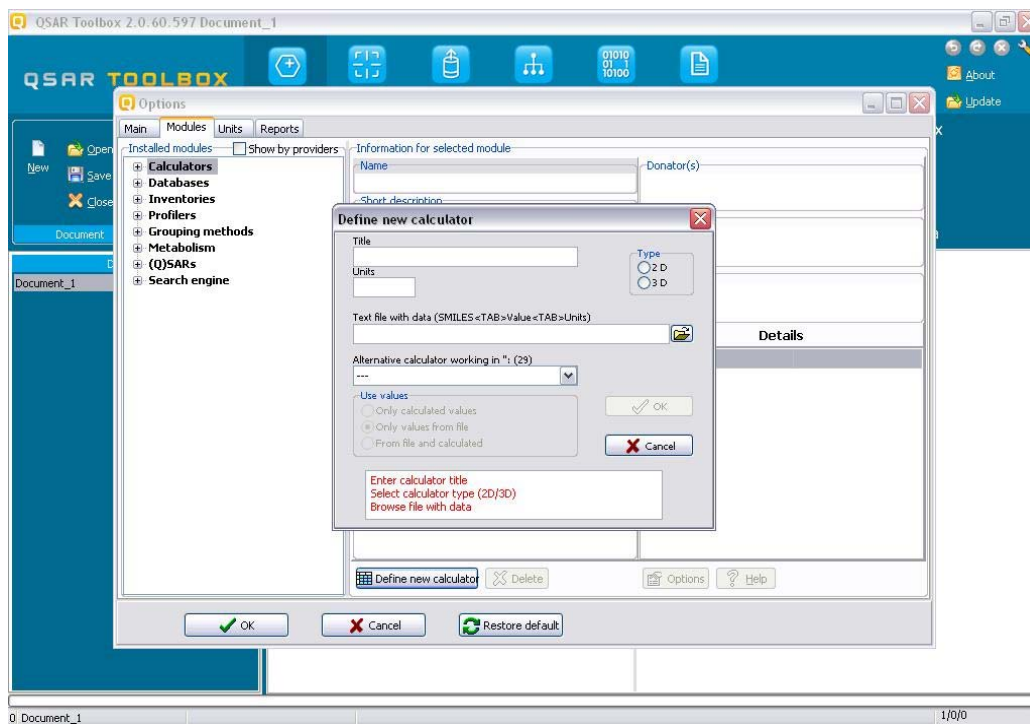 QSAR Toolbox 2.0.60.597 Document_1
QSAR TOOLBOX
01010
01 1
10100
About
Update
Options
Main Modules Units Reports
New
Open
Save
Close
Document
Document_1
Installed modules
Show by providers
Calculators
Databases
Inventories
Profilers
Grouping methods
Metabolism
(Q)SARs
Search engine
Information for selected module
Name
Donator(s)
Short description
Details
Define new calculator
Title
Type
2 D
3 D
Units
Text file with data (SMILES<TAB>Value<TAB>Units)
Alternative calculator working in '': (29)
---
Use values
Only calculated values
Only values from file
From file and calculated
OK
Cancel
Enter calculator title
Select calculator type (2D/3D)
Browse file with data
Define new calculator
Delete
Options
Help
OK
Cancel
Restore default
0 Document_1
1/0/0